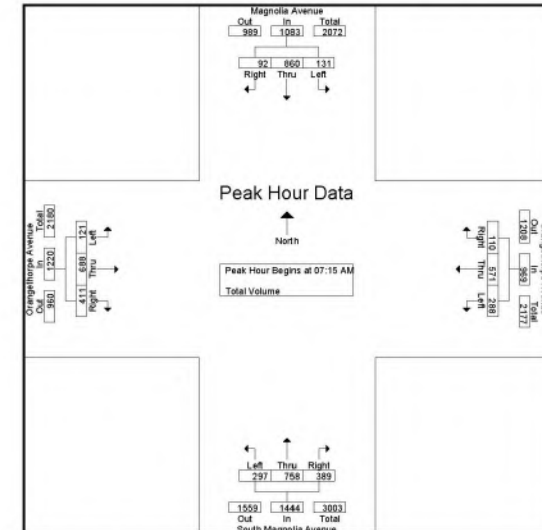 Magnolia Avenue
Out In Total
989 1083 2072
92 860 131
Right Thru Left
Peak Hour Data
North
Peak Hour Begins at 07:15 AM
Total Volume
Orangethorpe Avenue
Out In Total
960 1220 2180
Left Thru Right
121 688 411
Right Thru Left
110 571 288
Out In Total
1208 969 2177
Left Thru Right
297 758 389
1559 1444 3003
Out In Total
South Magnolia Avenue